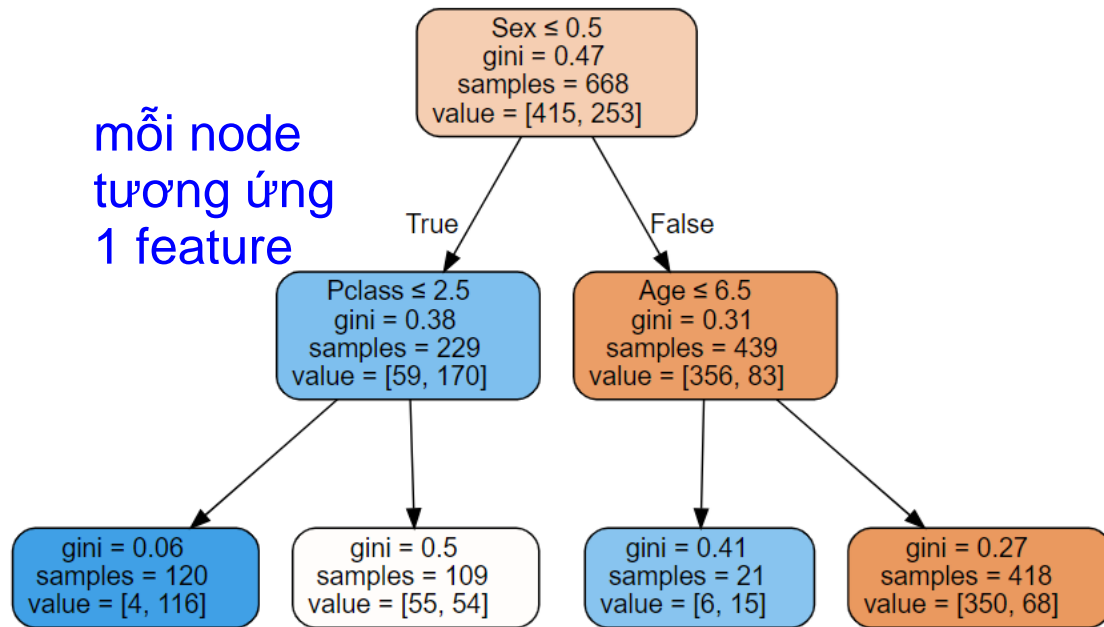 Sex ≤ 0.5
gini = 0.47
samples = 668
value = [415, 253]
mỗi node
tương ứng
1 feature
True
False
Pclass ≤ 2.5
gini = 0.38
samples = 229
value = [59, 170]
Age ≤ 6.5
gini = 0.31
samples = 439
value = [356, 83]
gini = 0.06
samples = 120
value = [4, 116]
gini = 0.5
samples = 109
value = [55, 54]
gini = 0.41
samples = 21
value = [6, 15]
gini = 0.27
samples = 418
value = [350, 68]